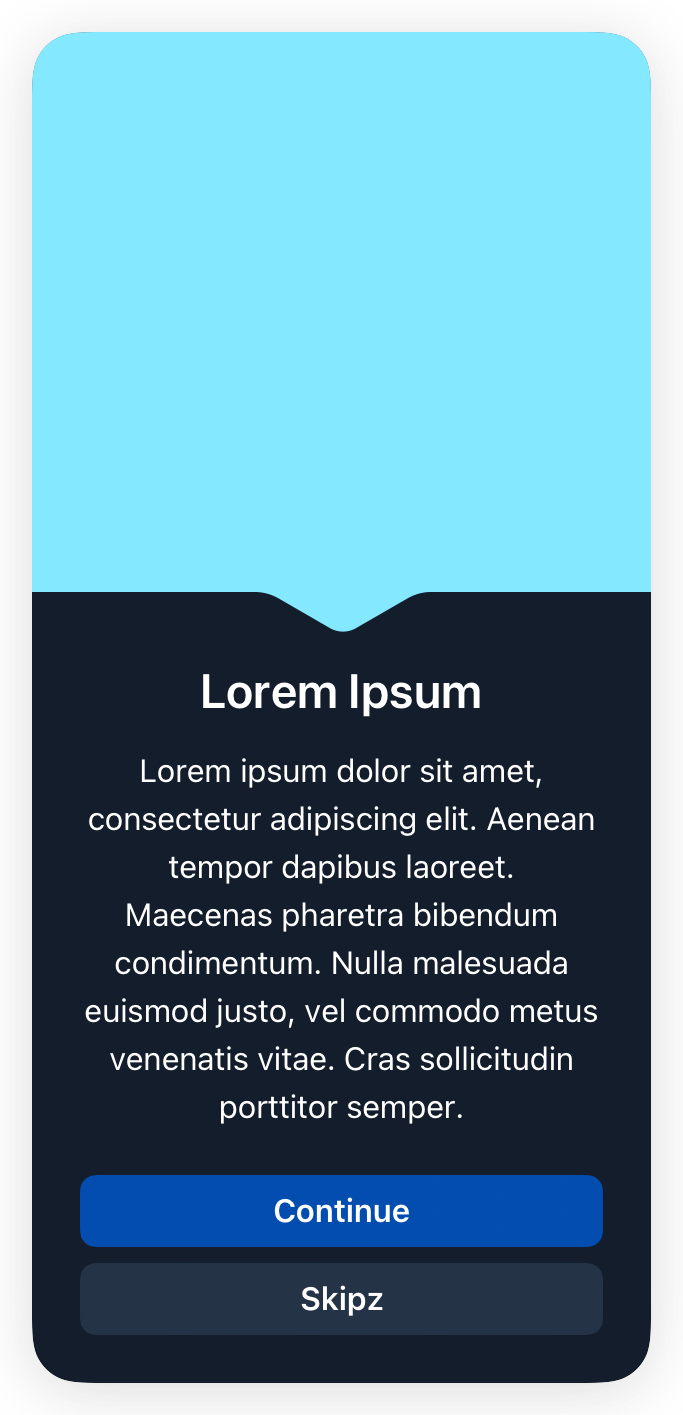 Lorem Ipsum
Lorem ipsum dolor sit amet,
consectetur adipiscing elit. Aenean
tempor dapibus laoreet.
Maecenas pharetra bibendum
condimentum. Nulla malesuada
euismod justo, vel commodo metus
venenatis vitae. Cras sollicitudin
porttitor semper.
Continue
Skipz